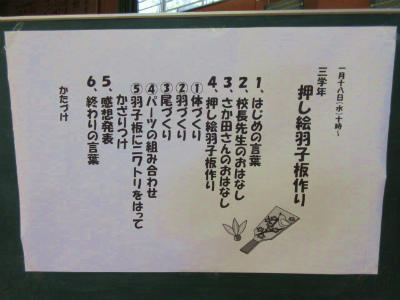 一月十八日(水)十時〜
押し絵羽子板作り
三学年
1、はじめの言葉
2、校長先生のおはなし
3、さか田さんのおはなし
4、押し絵羽子板作り
①体づくり
②羽づくり
③尾づくり
④パーツの組み合わせ
⑤羽子板にニワトリをはって
かざりつけ
5、感想発表
6、終わりの言葉
かたづけ